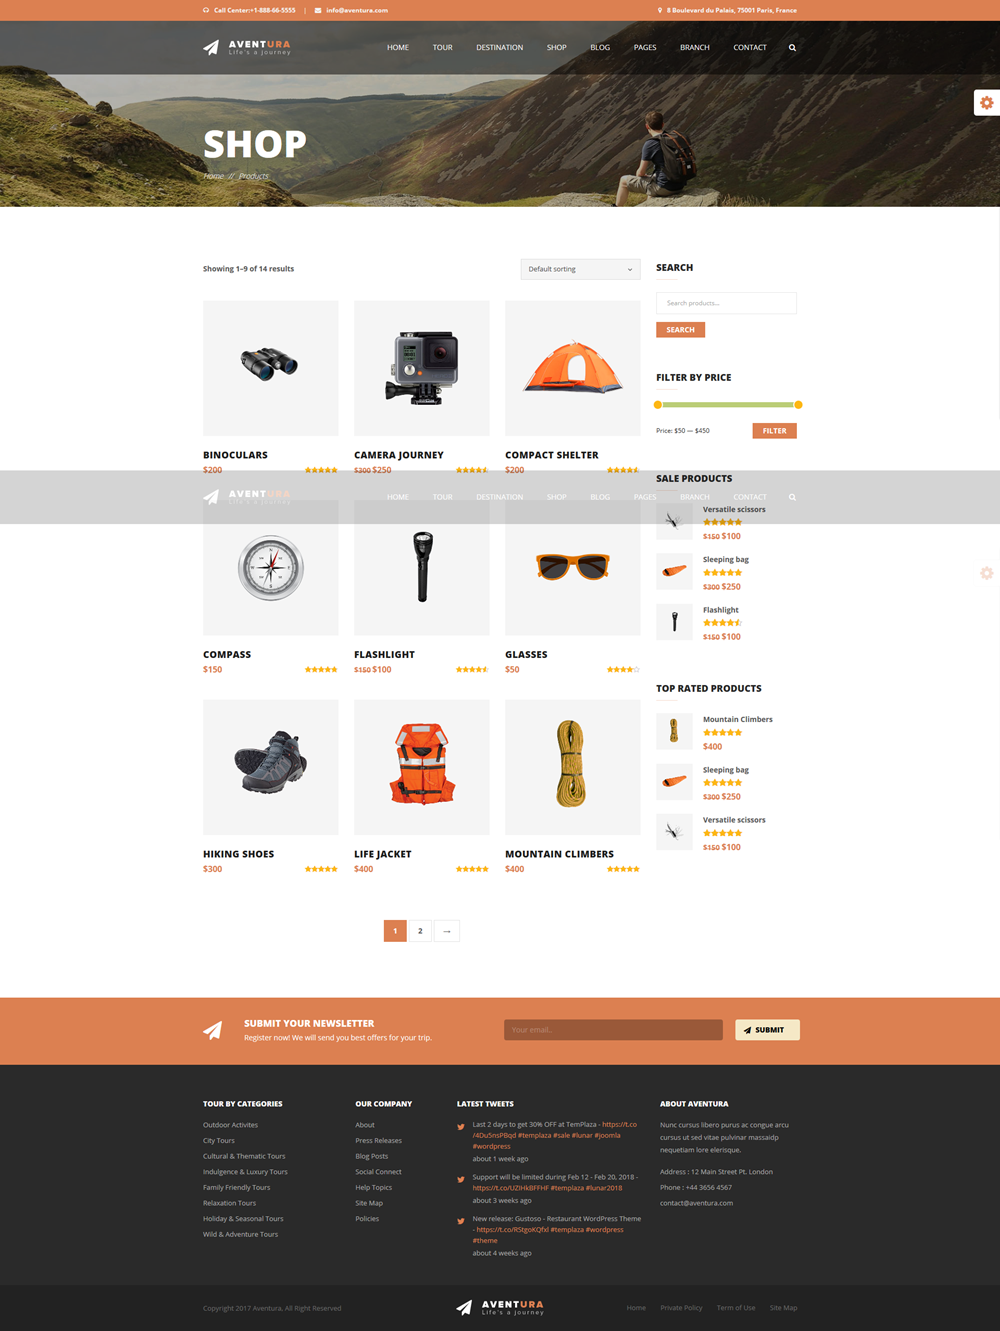 Call Center:+1-888-66-5555 | info@aventura.com
8 Boulevard du Palais, 75001 Paris, France
AVENTURA
Life's a journey
HOME TOUR DESTINATION SHOP BLOG PAGES BRANCH CONTACT
SHOP
Home // Products
Showing 1–9 of 14 results
Default sorting
BINOCULARS
$200
CAMERA JOURNEY
$300 $250
COMPACT SHELTER
$200
AVENTURA
Life's a journey
HOME TOUR DESTINATION SHOP BLOG PAGES BRANCH CONTACT
COMPASS
$150
FLASHLIGHT
$150 $100
GLASSES
$50
HIKING SHOES
$300
LIFE JACKET
$400
MOUNTAIN CLIMBERS
$400
1 2 →
SEARCH
Search products...
SEARCH
FILTER BY PRICE
Price: $50 — $450
FILTER
SALE PRODUCTS
Versatile scissors
$150 $100
Sleeping bag
$300 $250
Flashlight
$150 $100
TOP RATED PRODUCTS
Mountain Climbers
$400
Sleeping bag
$300 $250
Versatile scissors
$150 $100
SUBMIT YOUR NEWSLETTER
Register now! We will send you best offers for your trip.
Your email..
SUBMIT
TOUR BY CATEGORIES
Outdoor Activites
City Tours
Cultural & Thematic Tours
Indulgence & Luxury Tours
Family Friendly Tours
Relaxation Tours
Holiday & Seasonal Tours
Wild & Adventure Tours
OUR COMPANY
About
Press Releases
Blog Posts
Social Connect
Help Topics
Site Map
Policies
LATEST TWEETS
Last 2 days to get 30% OFF at TemPlaza - https://t.co
/4Du5nsPBqd #templaza #sale #lunar #joomla
#wordpress
about 1 week ago
Support will be limited during Feb 12 - Feb 20, 2018 -
https://t.co/UZiHkBFFHF #templaza #lunar2018
about 3 weeks ago
New release: Gustoso - Restaurant WordPress Theme
- https://t.co/RStgoKQfxl #templaza #wordpress
#theme
about 4 weeks ago
ABOUT AVENTURA
Nunc cursus libero purus ac congue arcu
cursus ut sed vitae pulvinar massaidp
nequetiam lore elerisque.
Address : 12 Main Street Pt. London
Phone : +44 3656 4567
contact@aventura.com
Copyright 2017 Aventura, All Right Reserved
AVENTURA
Life's a journey
Home Private Policy Term of Use Site Map